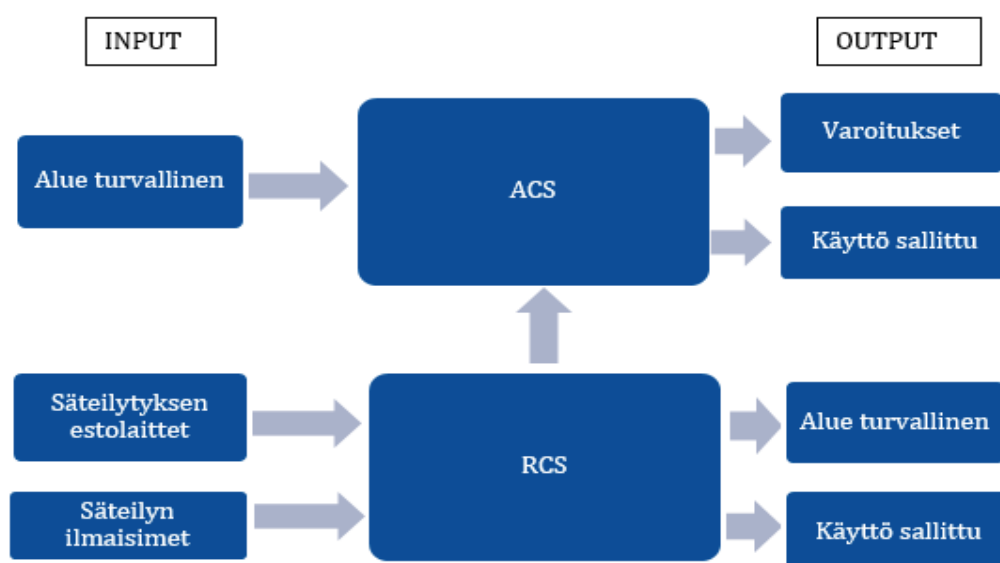 INPUT
OUTPUT
Alue turvallinen
ACS
Varoitukset
Käyttö sallittu
Säteilytyksen
estolaittet
Säteilyn
ilmaisimet
RCS
Alue turvallinen
Käyttö sallittu